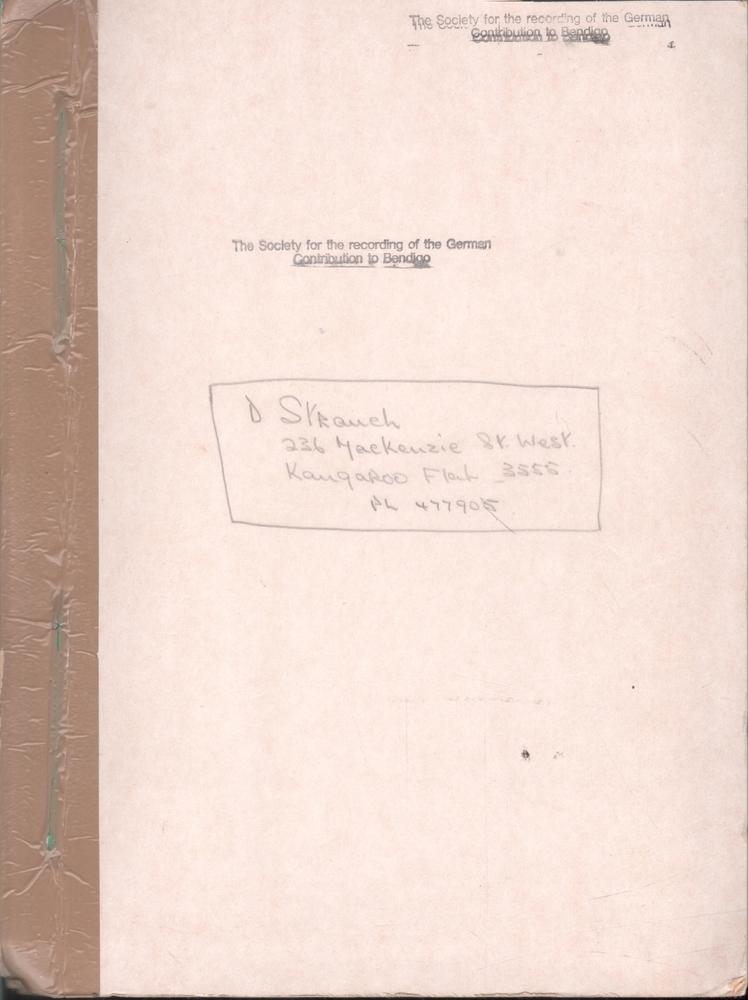 The Society for the recording of the German
Contribution to Bendigo
The Society for the recording of the German
Contribution to Bendigo
D Strauch
236 MacKenzie St. West.
Kangaroo Flat 3555
Ph 477905